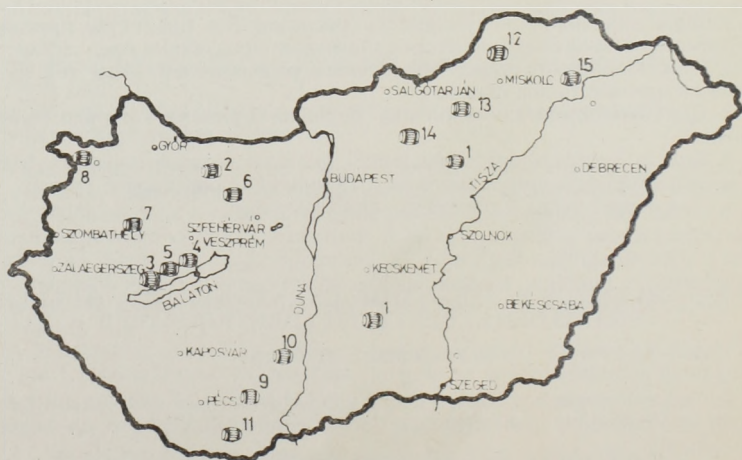 12
15
MISKOLC
SALGÓTARJÁN
13
14
GYŐR
1
2
8
BUDAPEST
TISZA
DEBRECEN
6
7
SZFEHÉRVÁR
SZOMBATHELY
VESZPRÉM
SZOLNOK
4
5
3
ZALAEGERSZEG
KECSKEMÉT
BALATON
DUNA
BÉKÉSCSABA
1
10
KAPOSVÁR
SZEGED
9
PÉCS
11